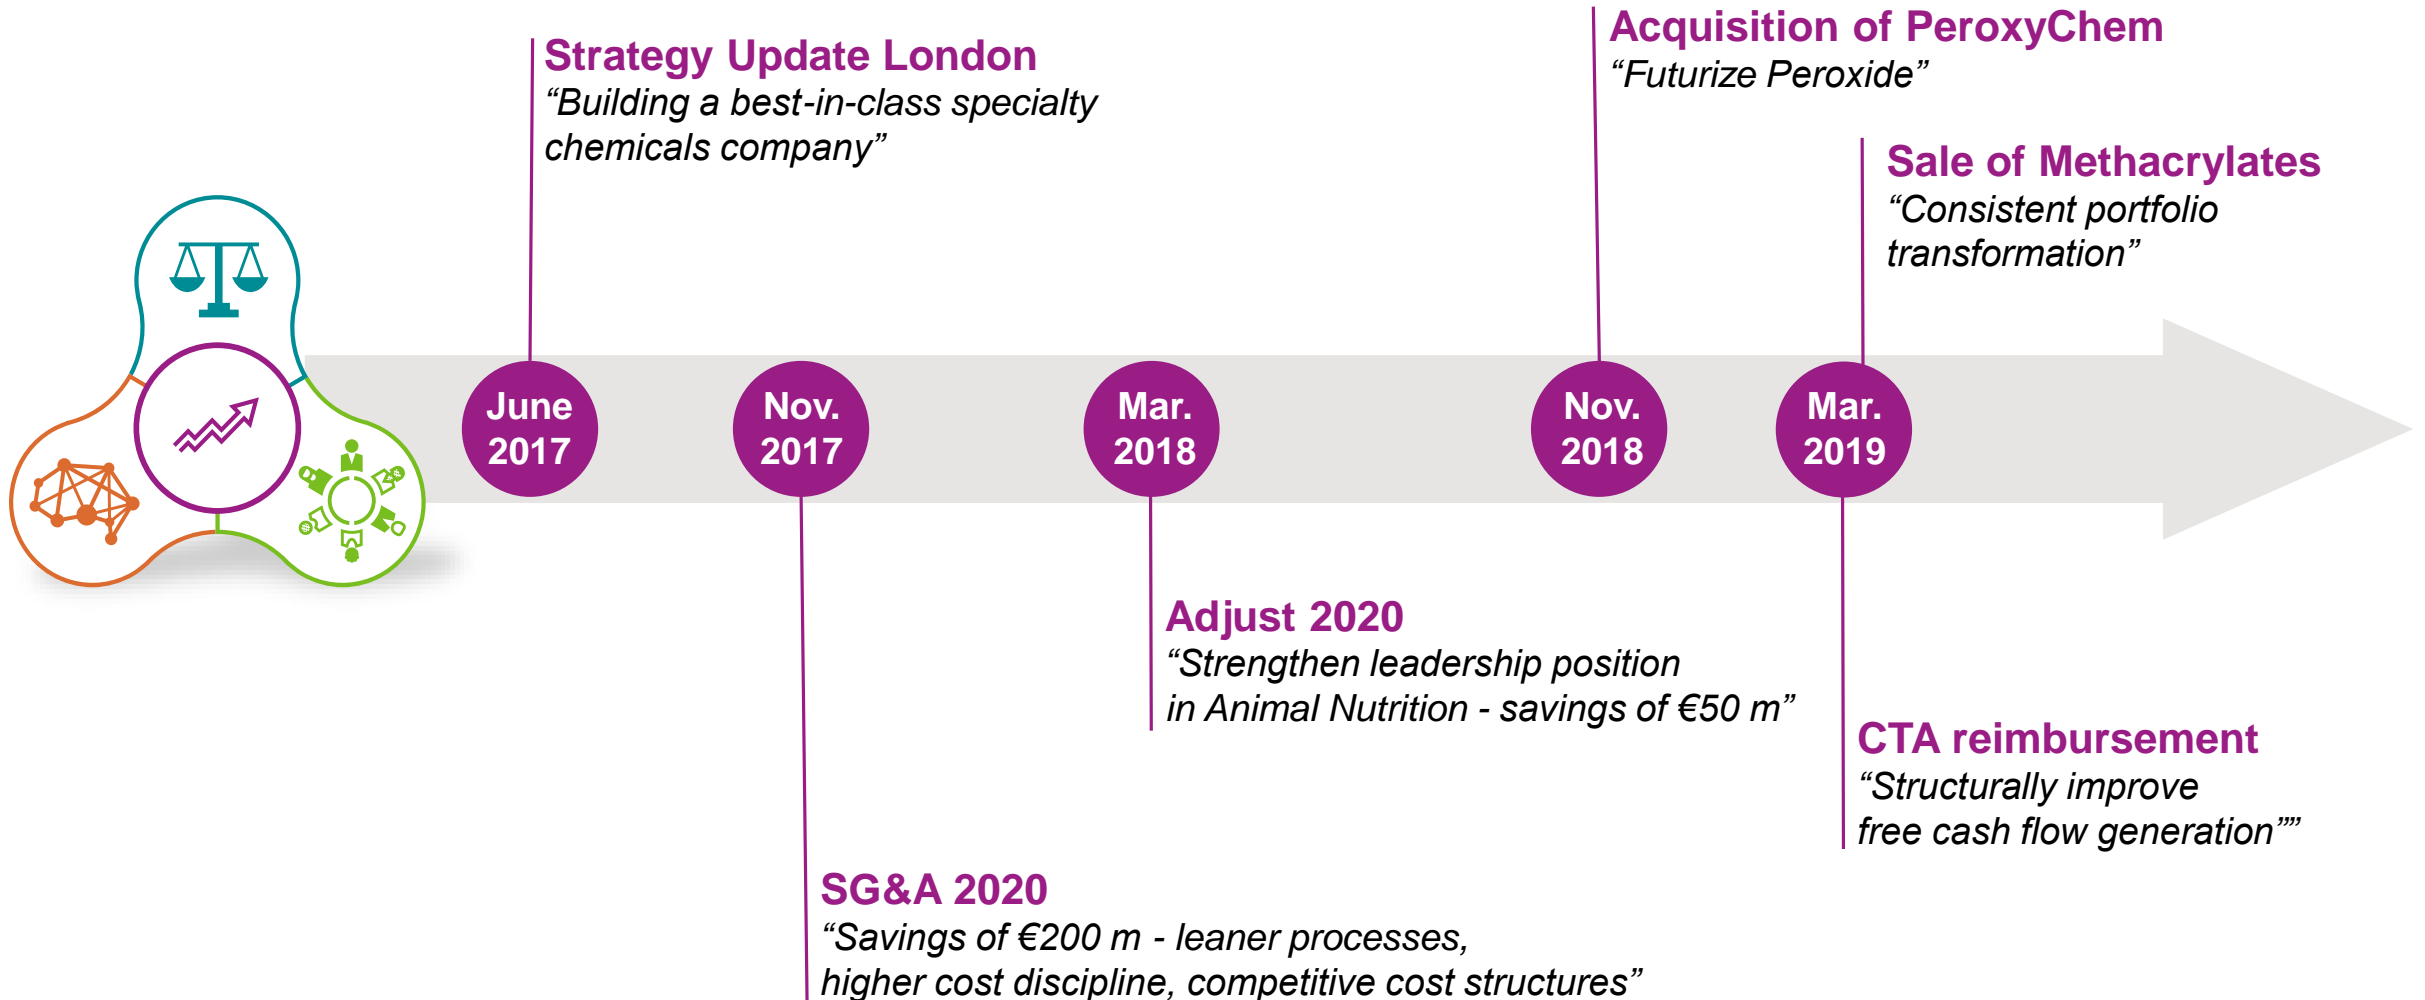 Strategy Update London
“Building a best-in-class specialty
chemicals company”
Acquisition of PeroxyChem
“Futurize Peroxide”
Sale of Methacrylates
“Consistent portfolio
transformation”
June
2017
Nov.
2017
Mar.
2018
Nov.
2018
Mar.
2019
Adjust 2020
“Strengthen leadership position
in Animal Nutrition - savings of €50 m”
CTA reimbursement
“Structurally improve
free cash flow generation””
SG&A 2020
“Savings of €200 m - leaner processes,
higher cost discipline, competitive cost structures”